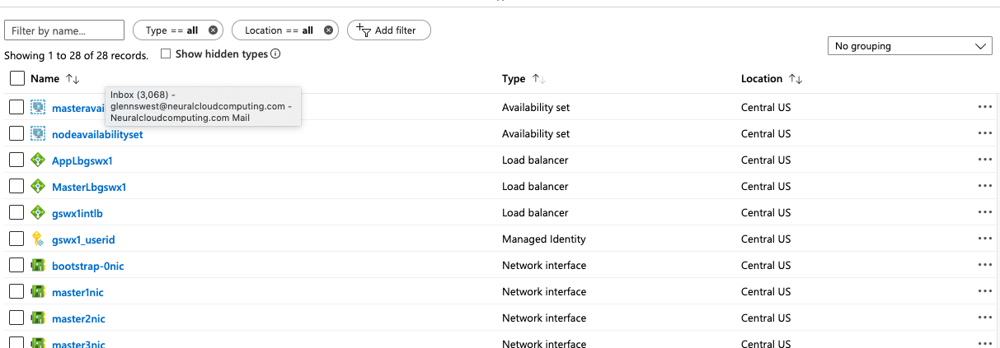 Filter by name...
Type == all
Location == all
Add filter
Showing 1 to 28 of 28 records.
Show hidden types
No grouping
Name Type Location
Inbox (3,068) -
glennswest@neuralcloudcomputing.com -
Neuralcloudcomputing.com Mail
masteravai Availability set Central US
nodeavailabilityset Availability set Central US
AppLbgswx1 Load balancer Central US
MasterLbgswx1 Load balancer Central US
gswx1intlb Load balancer Central US
gswx1_userid Managed Identity Central US
bootstrap-0nic Network interface Central US
master1nic Network interface Central US
master2nic Network interface Central US
master3nic Network interface Central US